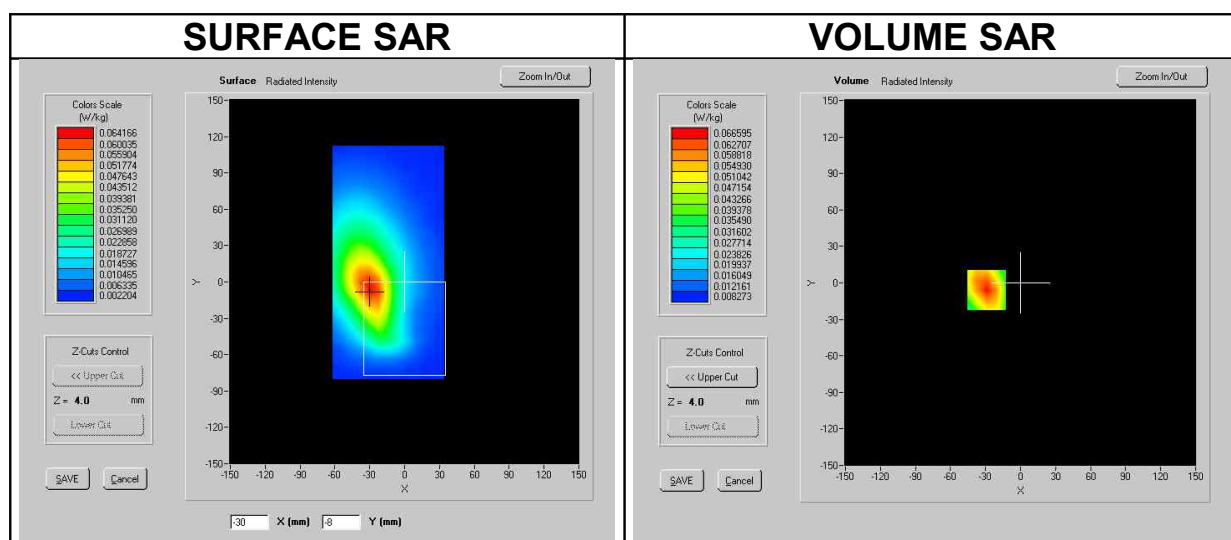 SURFACE SAR
VOLUME SAR
Surface Radiated Intensity
Zoom In/Out
Colors Scale
(W/kg)
0.064166
0.060035
0.055904
0.051774
0.047643
0.043512
0.039381
0.035250
0.031120
0.026989
0.022858
0.018727
0.014596
0.010465
0.006335
0.002204
Z-Cuts Control
<< Upper Cut
Z = 4.0 mm
Lower Cut
SAVE Cancel
150
120
90
60
30
0
-30
-60
-90
-120
-150
Y
-150 -120 -90 -60 -30 0 30 60 90 120 150
X
-30 X (mm) -8 Y (mm)
Volume Radiated Intensity
Zoom In/Out
Colors Scale
(W/kg)
0.066595
0.062707
0.058818
0.054930
0.051042
0.047154
0.043266
0.039378
0.035490
0.031602
0.027714
0.023826
0.019937
0.016049
0.012161
0.008273
Z-Cuts Control
<< Upper Cut
Z = 4.0 mm
Lower Cut
SAVE Cancel
150
120
90
60
30
0
-30
-60
-90
-120
-150
Y
-150 -120 -90 -60 -30 0 30 60 90 120 150
X